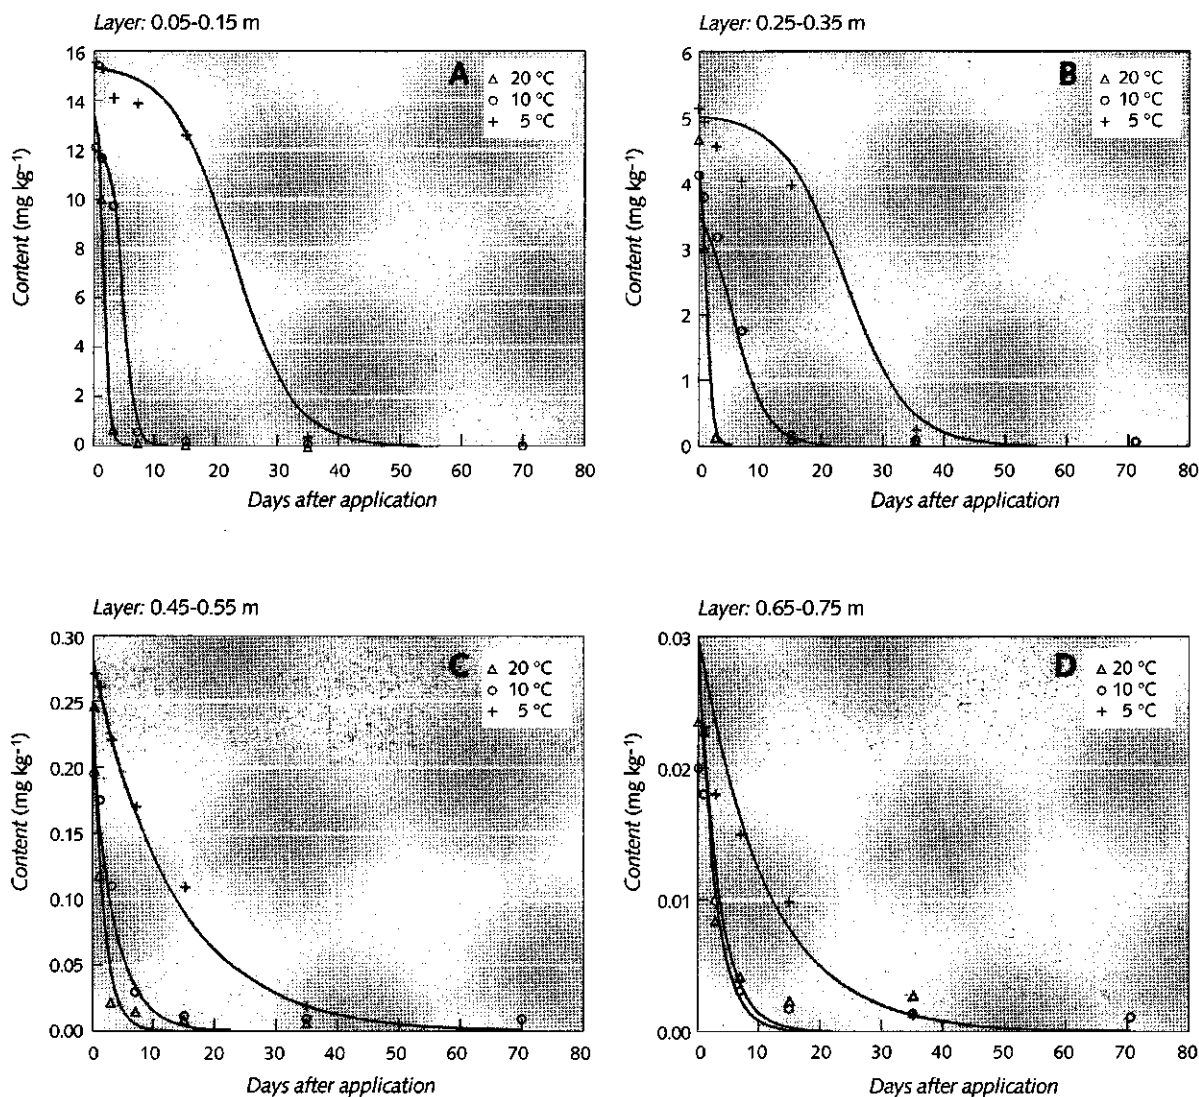 Layer: 0.05-0.15 m
A
△ 20 °C
○ 10 °C
+ 5 °C
Content (mg kg⁻¹)
16
14
12
10
8
6
4
2
0
0 10 20 30 40 50 60 70 80
Days after application
Layer: 0.25-0.35 m
B
△ 20 °C
○ 10 °C
+ 5 °C
Content (mg kg⁻¹)
6
5
4
3
2
1
0
0 10 20 30 40 50 60 70 80
Days after application
Layer: 0.45-0.55 m
C
△ 20 °C
○ 10 °C
+ 5 °C
Content (mg kg⁻¹)
0.30
0.25
0.20
0.15
0.10
0.05
0.00
0 10 20 30 40 50 60 70 80
Days after application
Layer: 0.65-0.75 m
D
△ 20 °C
○ 10 °C
+ 5 °C
Content (mg kg⁻¹)
0.03
0.02
0.01
0.00
0 10 20 30 40 50 60 70 80
Days after application